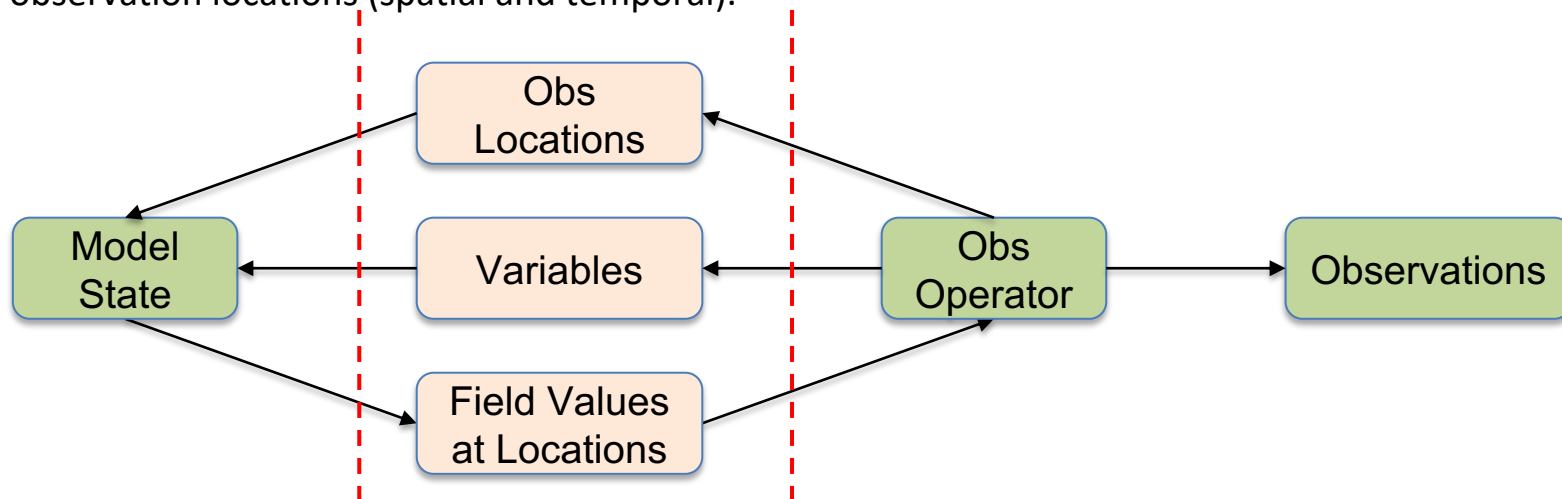 observation locations (spatial and temporal).
Obs
Locations
Model
State
Variables
Obs
Operator
Observations
Field Values
at Locations